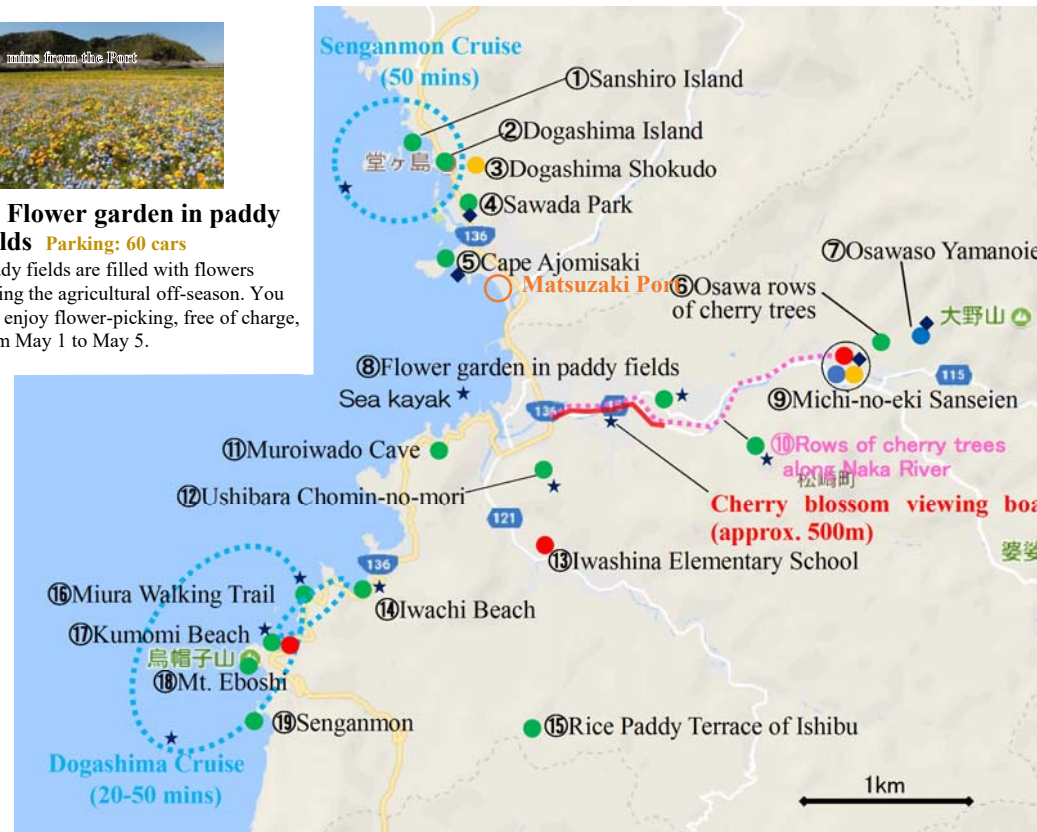 mins from the Port
Flower garden in paddy
lds Parking: 60 cars
dy fields are filled with flowers
ing the agricultural off-season. You
enjoy flower-picking, free of charge,
m May 1 to May 5.
Senganmon Cruise
(50 mins)
①Sanshiro Island
②Dogashima Island
堂ヶ島
③Dogashima Shokudo
④Sawada Park
136
⑤Cape Ajomisaki
Matsuzaki Port
⑥Osawa rows
of cherry trees
⑦Osawaso Yamanoie
大野山
115
⑧Flower garden in paddy fields
Sea kayak
136
15
⑨Michi-no-eki Sanseien
⑩Rows of cherry trees
along Naka River
松崎町
⑪Muroiwado Cave
⑫Ushibara Chomin-no-mori
Cherry blossom viewing boa
(approx. 500m)
121
婆娑
⑬Iwashina Elementary School
136
⑭Iwachi Beach
⑯Miura Walking Trail
⑰Kumomi Beach
烏帽子山
⑱Mt. Eboshi
⑲Senganmon
⑮Rice Paddy Terrace of Ishibu
Dogashima Cruise
(20-50 mins)
1km